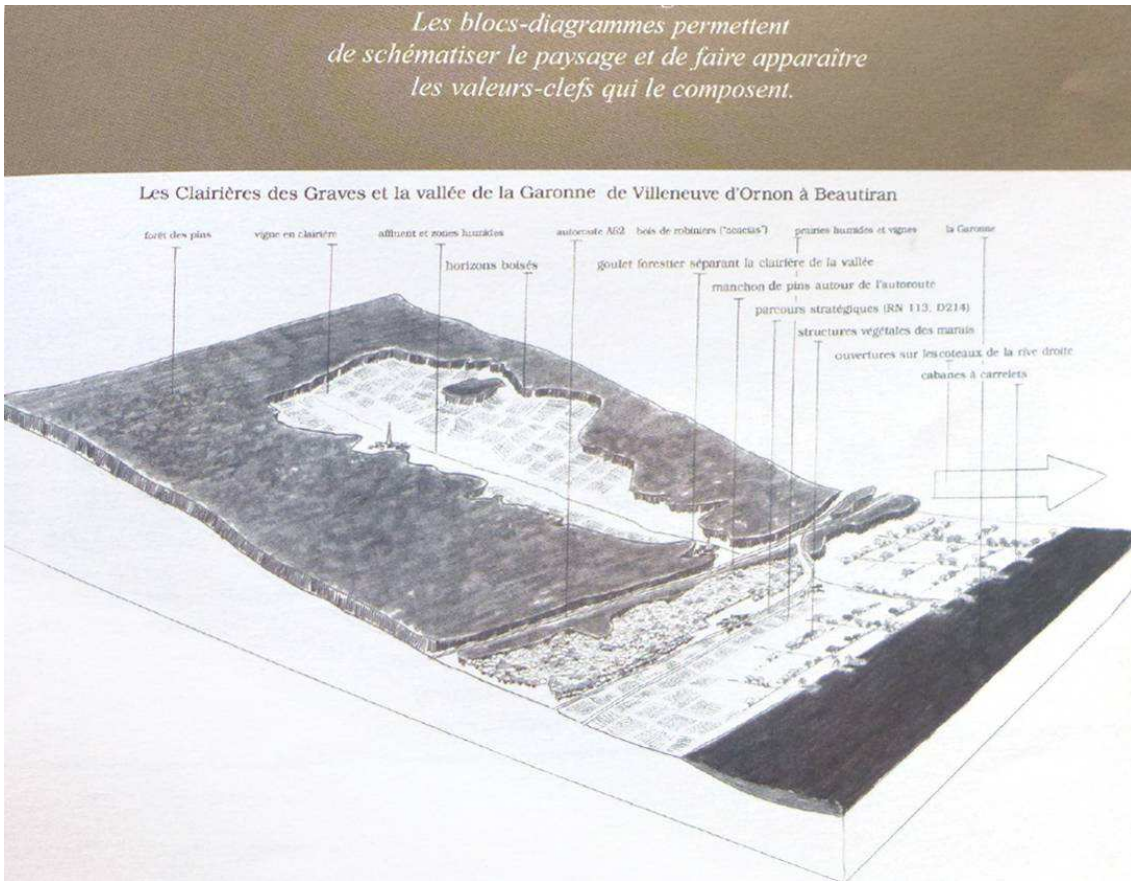 Les blocs-diagrammes permettent
de schématiser le paysage et de faire apparaître
les valeurs-clefs qui le composent.
Les Clairières des Graves et la vallée de la Garonne de Villeneuve d'Ornon à Beautiran
forêt des pins vigne en clairière affluent et zones humides autoroute A62 bois de robiniers ("acacias") prairies humides et vignes la Garonne
horizons boisés goulet forestier séparant la clairière de la vallée
manchon de pins autour de l'autoroute
parcours stratégiques (RN 113, D214)
structures végétales des marais
ouvertures sur les coteaux de la rive droite
cabanes à carrelets